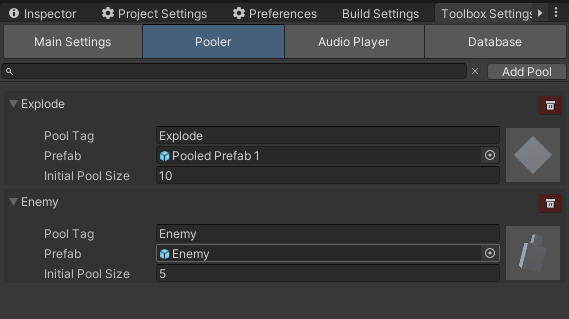 Inspector Project Settings Preferences Build Settings Toolbox Settings
Main Settings Pooler Audio Player Database
Add Pool
Explode
Pool Tag Explode
Prefab Pooled Prefab 1
Initial Pool Size 10
Enemy
Pool Tag Enemy
Prefab Enemy
Initial Pool Size 5